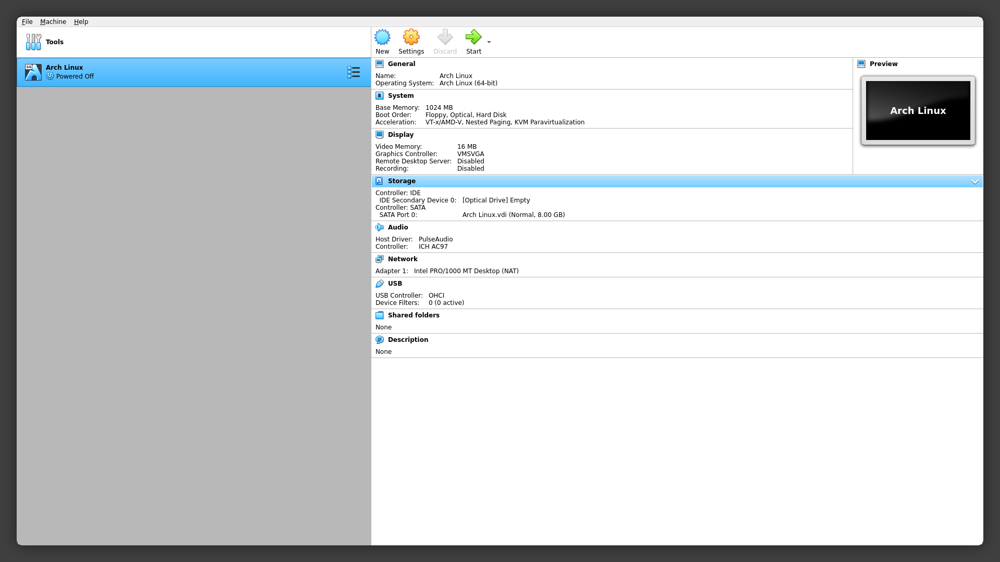 File Machine Help
Tools
New Settings Discard Start
64
Arch Linux
Powered Off
General
Name: Arch Linux
Operating System: Arch Linux (64-bit)
System
Base Memory: 1024 MB
Boot Order: Floppy, Optical, Hard Disk
Acceleration: VT-x/AMD-V, Nested Paging, KVM Paravirtualization
Display
Video Memory: 16 MB
Graphics Controller: VMSVGA
Remote Desktop Server: Disabled
Recording: Disabled
Preview
Arch Linux
Storage
Controller: IDE
IDE Secondary Device 0: [Optical Drive] Empty
Controller: SATA
SATA Port 0: Arch Linux.vdi (Normal, 8.00 GB)
Audio
Host Driver: PulseAudio
Controller: ICH AC97
Network
Adapter 1: Intel PRO/1000 MT Desktop (NAT)
USB
USB Controller: OHCI
Device Filters: 0 (0 active)
Shared folders
None
Description
None